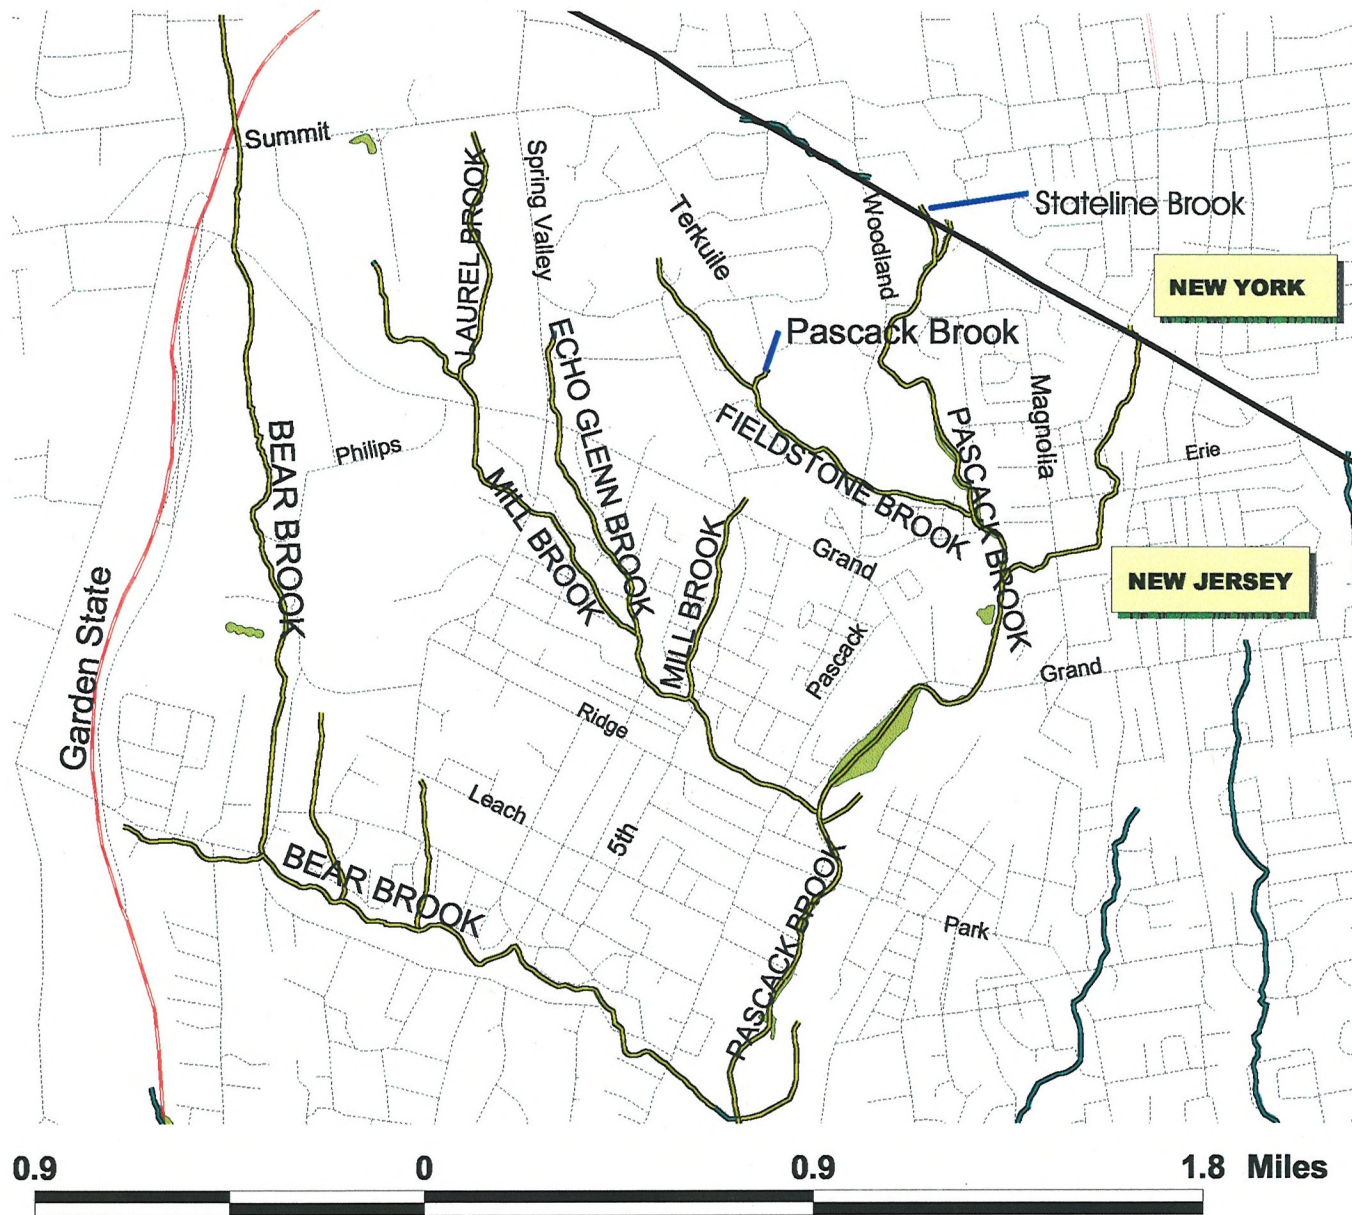 Summit
LAUREL BROOK
Spring Valley
Terkuile
Woodland
Stateline Brook
NEW YORK
Pascack Brook
ECHO GLENN BROOK
FIELDSTONE BROOK
PASCACK BROOK
Magnolia
Erie
BEAR BROOK
Philips
MILL BROOK
MILL BROOK
Grand
NEW JERSEY
Garden State
Pascack
Grand
Ridge
Leach
5th
BEAR BROOK
PASCACK BROOK
Park
0.9 0 0.9 1.8 Miles